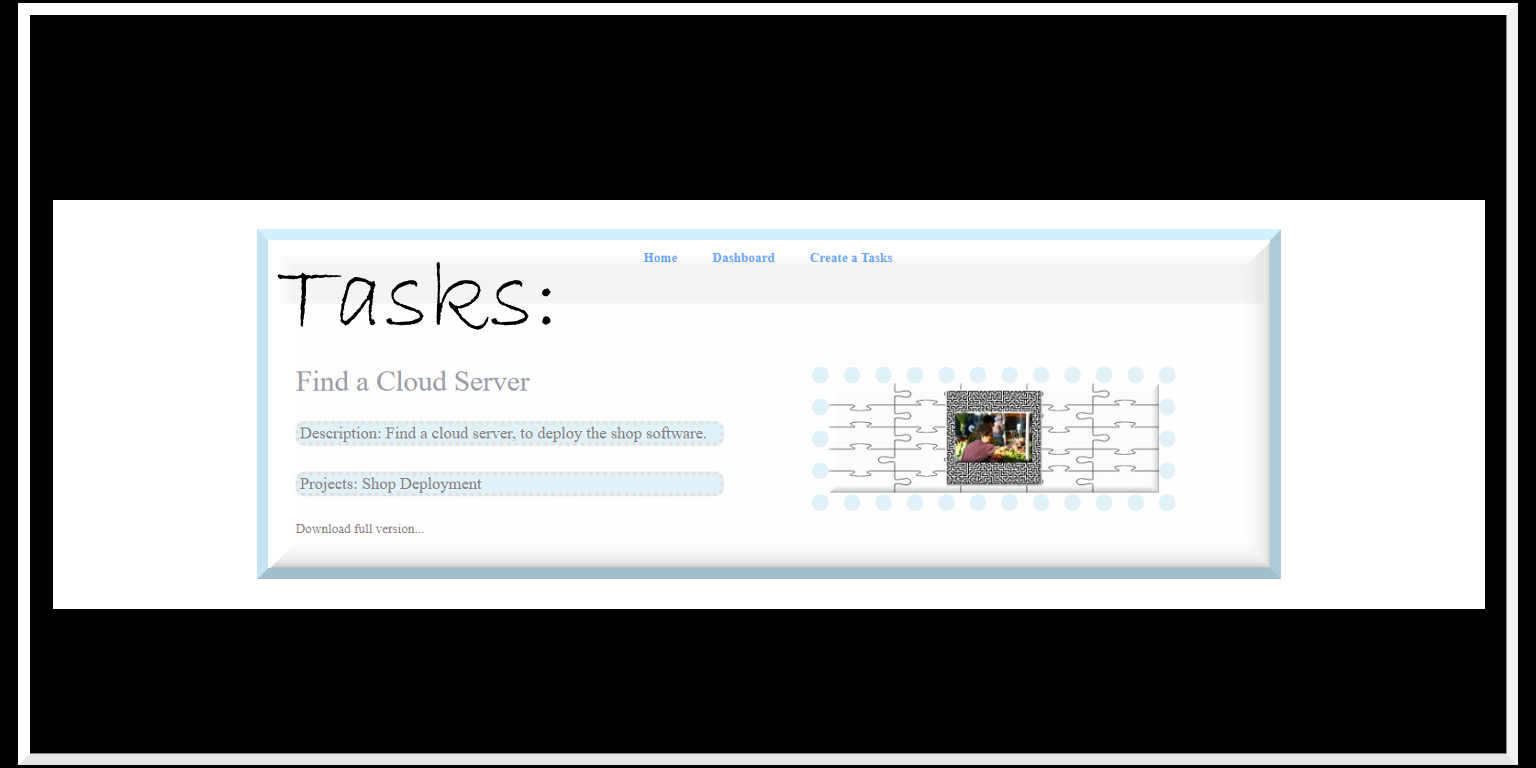 Home Dashboard Create a Tasks
Tasks:
Find a Cloud Server
Description: Find a cloud server, to deploy the shop software.
Projects: Shop Deployment
Download full version...